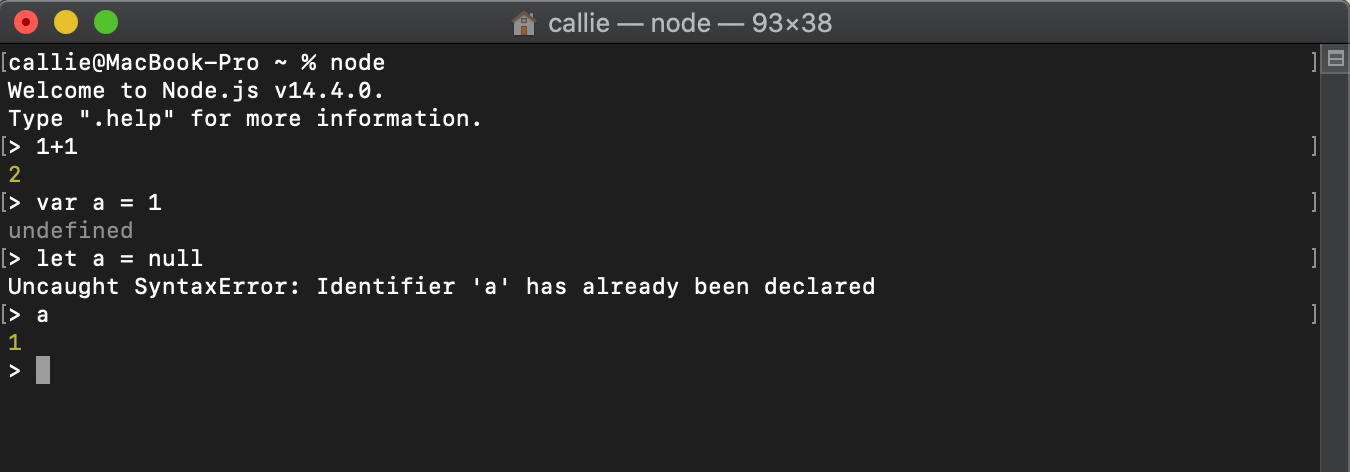 callie — node — 93×38
[callie@MacBook-Pro ~ % node ]
Welcome to Node.js v14.4.0.
Type ".help" for more information.
[> 1+1 ]
2
[> var a = 1 ]
undefined
[> let a = null ]
Uncaught SyntaxError: Identifier 'a' has already been declared
[> a ]
1
>